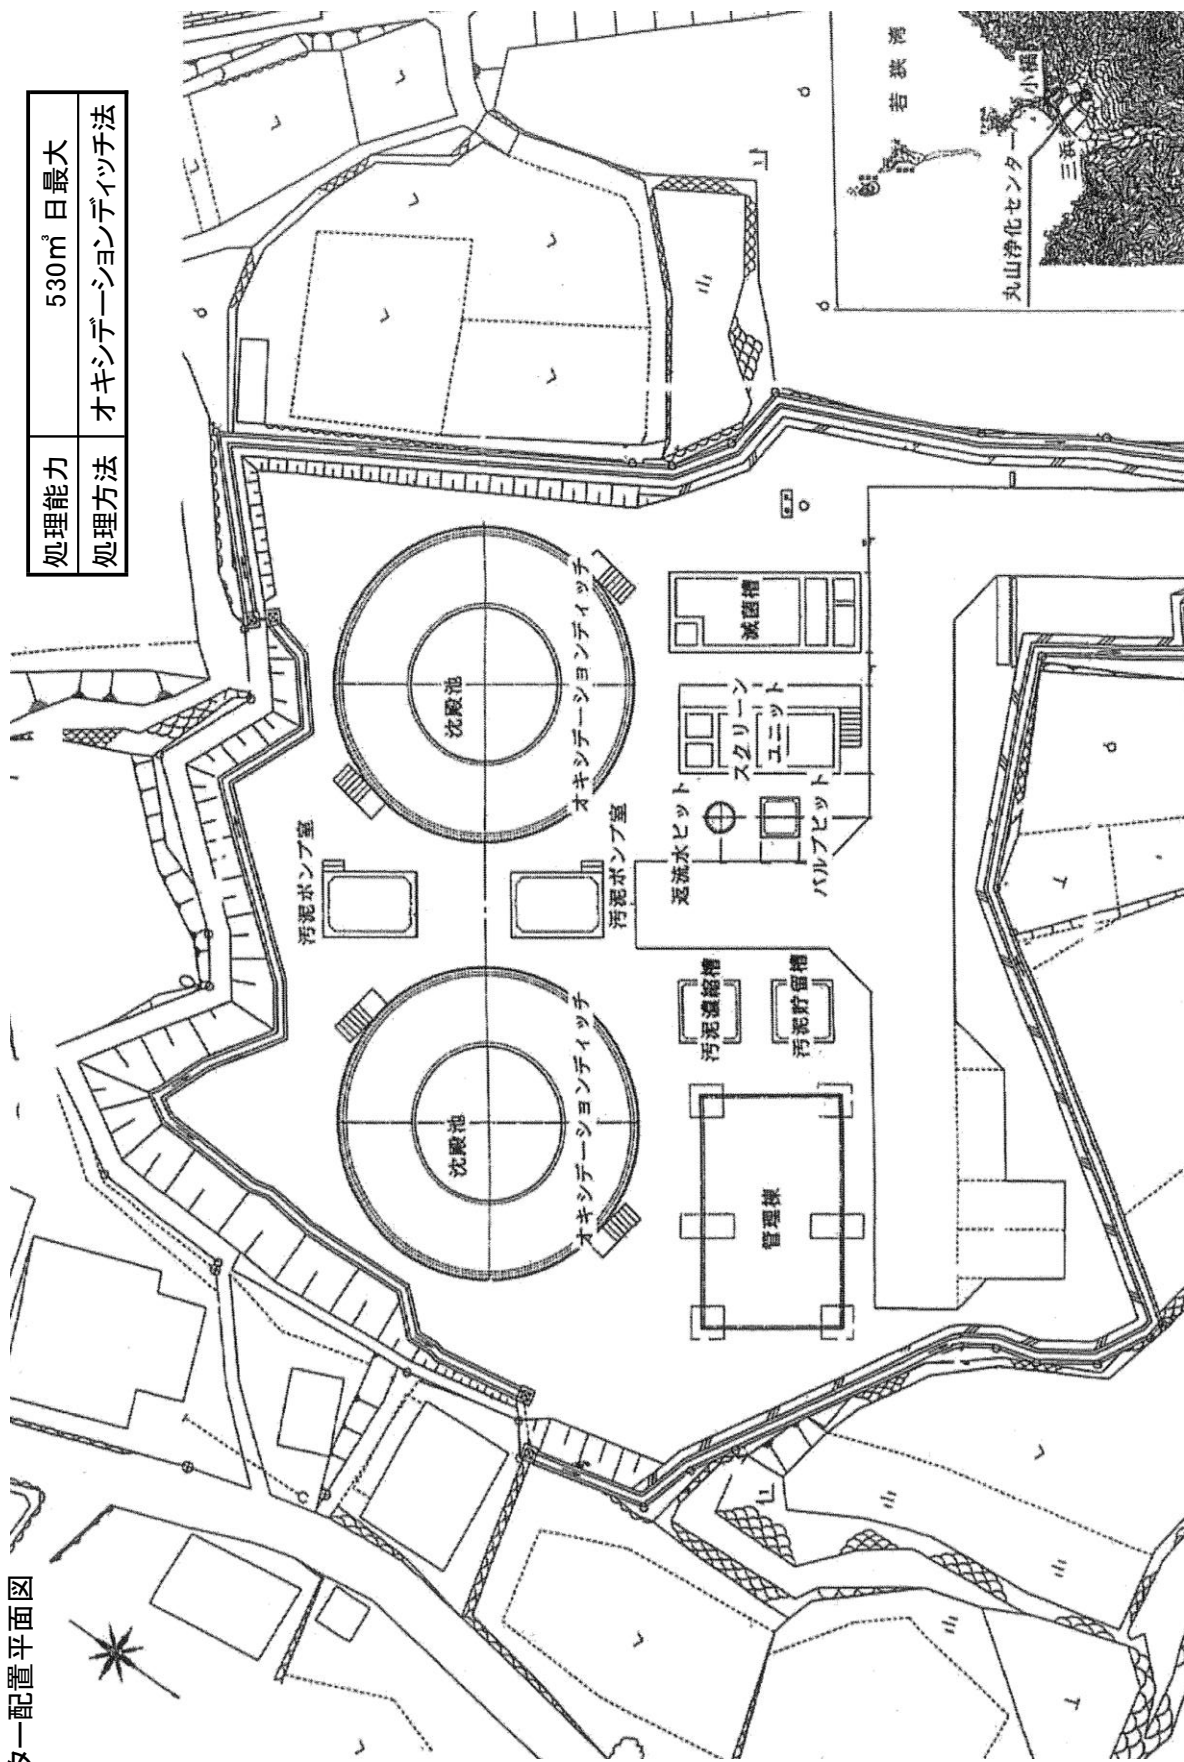 ター配置平面図
処理能力 530㎥ 日最大
処理方法 オキシデーションディッチ法
汚泥ポンプ室
沈殿池
沈殿池
オキシデーションディッチ
オキシデーションディッチ
汚泥ポンプ室
管理棟
汚泥濃縮槽
汚泥貯留槽
返流水ピット
バルブピット
スクリーン
ユニット
滅菌槽
若狭湾
丸山浄化センター
小橋
三浜